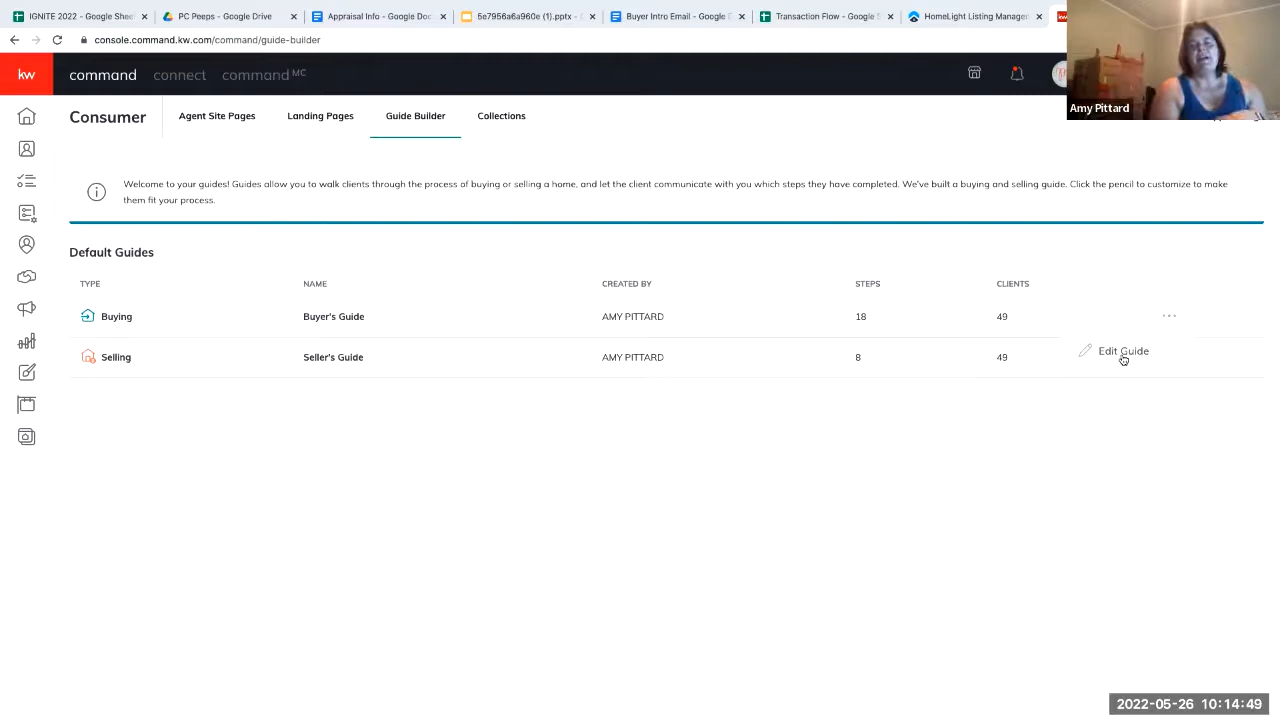 IGNITE 2022 - Google Shee
PC Peeps - Google Drive
Appraisal Info - Google Doc
5e7956a6a960e (1).pptx -
Buyer Intro Email - Google D
Transaction Flow - Google S
HomeLight Listing Manage
kw
console.command.kw.com/command/guide-builder
kw
command
connect
command MC
Amy Pittard
Consumer
Agent Site Pages
Landing Pages
Guide Builder
Collections
Welcome to your guides! Guides allow you to walk clients through the process of buying or selling a home, and let the client communicate with you which steps they have completed. We've built a buying and selling guide. Click the pencil to customize to make
them fit your process.
Default Guides
TYPE NAME CREATED BY STEPS CLIENTS
Buying Buyer's Guide AMY PITTARD 18 49
Edit Guide
Selling Seller's Guide AMY PITTARD 8 49
2022-05-26 10:14:49